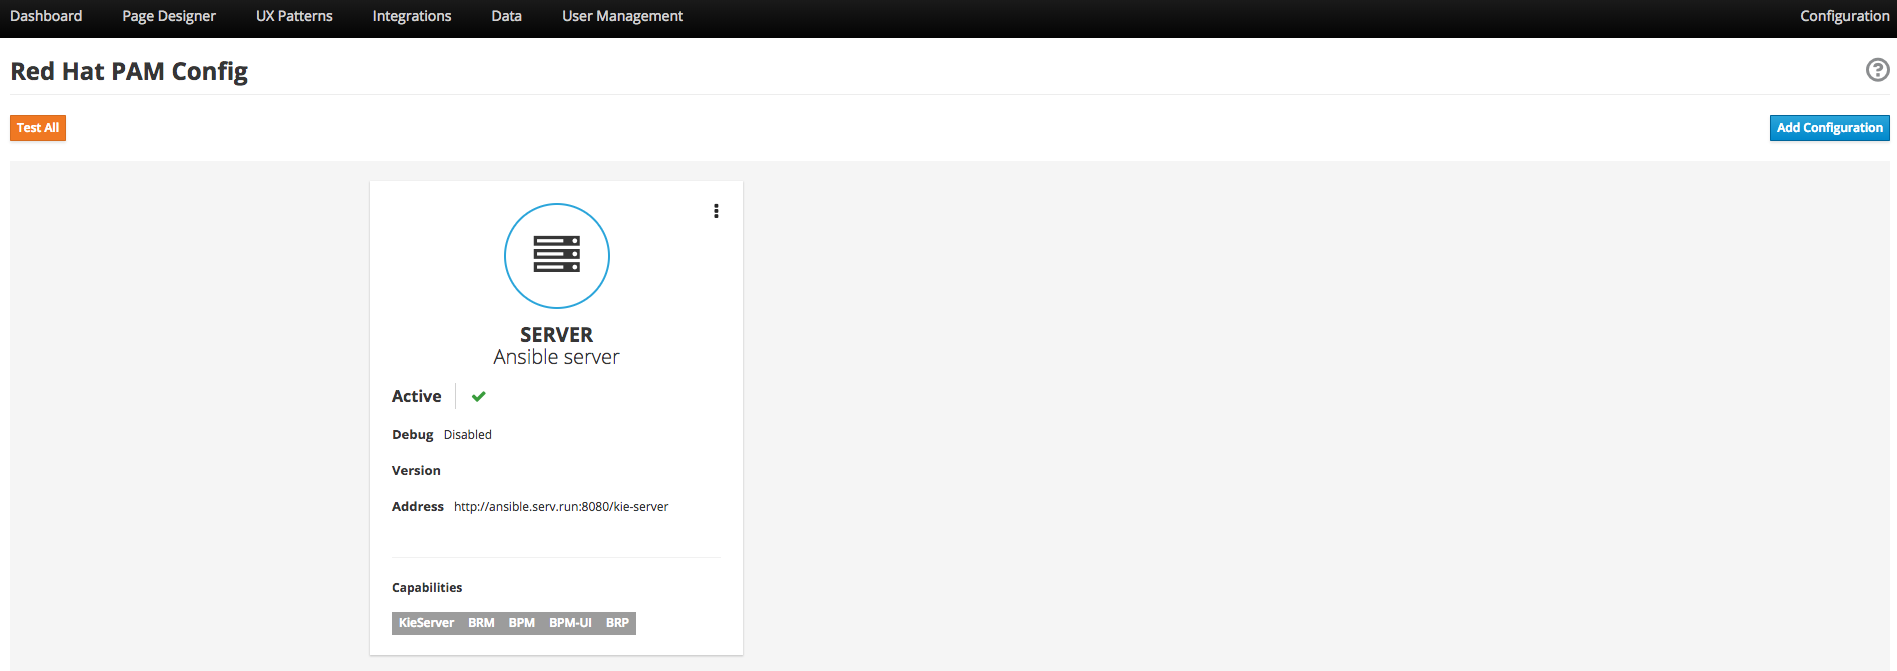 Dashboard Page Designer UX Patterns Integrations Data User Management Configuration
Red Hat PAM Config
Test All Add Configuration
SERVER
Ansible server
Active
Debug Disabled
Version
Address http://ansible.serv.run:8080/kie-server
Capabilities
KieServer BRM BPM BPM-UI BRP